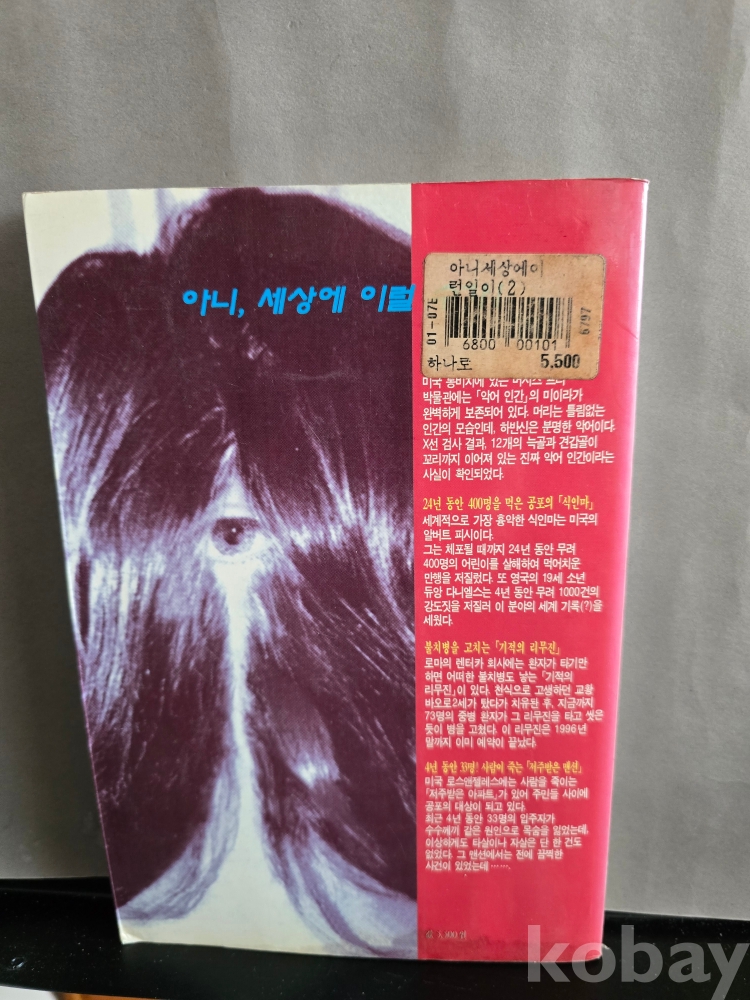 아니, 세상에 이럴
아니세상에이
런일이(2)
01-07E
6800 00101
6797
하나로 5.500
박물관에는 「악어 인간」의 미이라가
완벽하게 보존되어 있다. 머리는 틀림없는
인간의 모습인데, 하반신은 분명한 악어이다.
X선 검사 결과, 12개의 늑골과 견갑골이
꼬리까지 이어져 있는 진짜 악어 인간이라는
사실이 확인되었다.
24년 동안 400명을 먹은 공포의 「식인마」
세계적으로 가장 흉악한 식인마는 미국의
알버트 피시이다.
그는 체포될 때까지 24년 동안 무려
400명의 어린이를 살해하여 먹어치운
만행을 저질렀다. 또 영국의 19세 소년
듀앙 다니엘스는 4년 동안 무려 1000건의
강도짓을 저질러 이 분야의 세계 기록(?)을
세웠다.
불치병을 고치는 「기적의 리무진」
로마의 렌터카 회사에는 환자가 타기만
하면 어떠한 불치병도 낳는 「기적의
리무진」이 있다. 천식으로 고생하던 교황
바오로2세가 탔다가 치유된 후, 지금까지
73명의 중병 환자가 그 리무진을 타고 씻은
듯이 병을 고쳤다. 이 리무진은 1996년
말까지 이미 예약이 끝났다.
4년 동안 33명! 사람이 죽는 「저주받은 맨션」
미국 로스앤젤레스에는 사람을 죽이는
「저주받은 아파트」가 있어 주민들 사이에
공포의 대상이 되고 있다.
최근 4년 동안 33명의 입주자가
수수께끼 같은 원인으로 목숨을 잃었는데,
이상하게도 타살이나 자살은 단 한 건도
없었다. 그 맨션에서는 전에 끔찍한
사건이 있었는데 …….
kobay